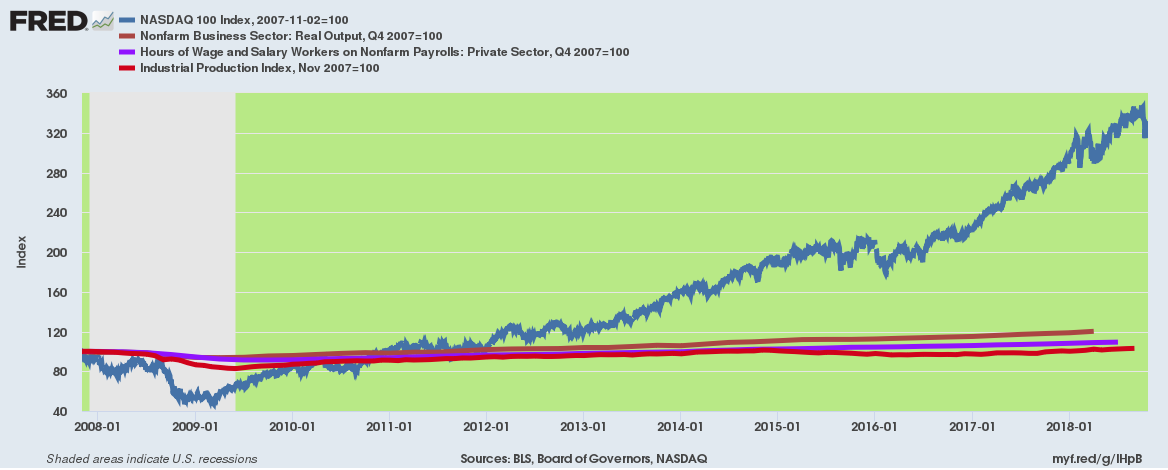 FRED
NASDAQ 100 Index, 2007-11-02=100
Nonfarm Business Sector: Real Output, Q4 2007=100
Hours of Wage and Salary Workers on Nonfarm Payrolls: Private Sector, Q4 2007=100
Industrial Production Index, Nov 2007=100
360
320
280
240
200
160
120
80
40
Index
2008-01 2009-01 2010-01 2011-01 2012-01 2013-01 2014-01 2015-01 2016-01 2017-01 2018-01
Shaded areas indicate U.S. recessions Sources: BLS, Board of Governors, NASDAQ myf.red/g/lHpB